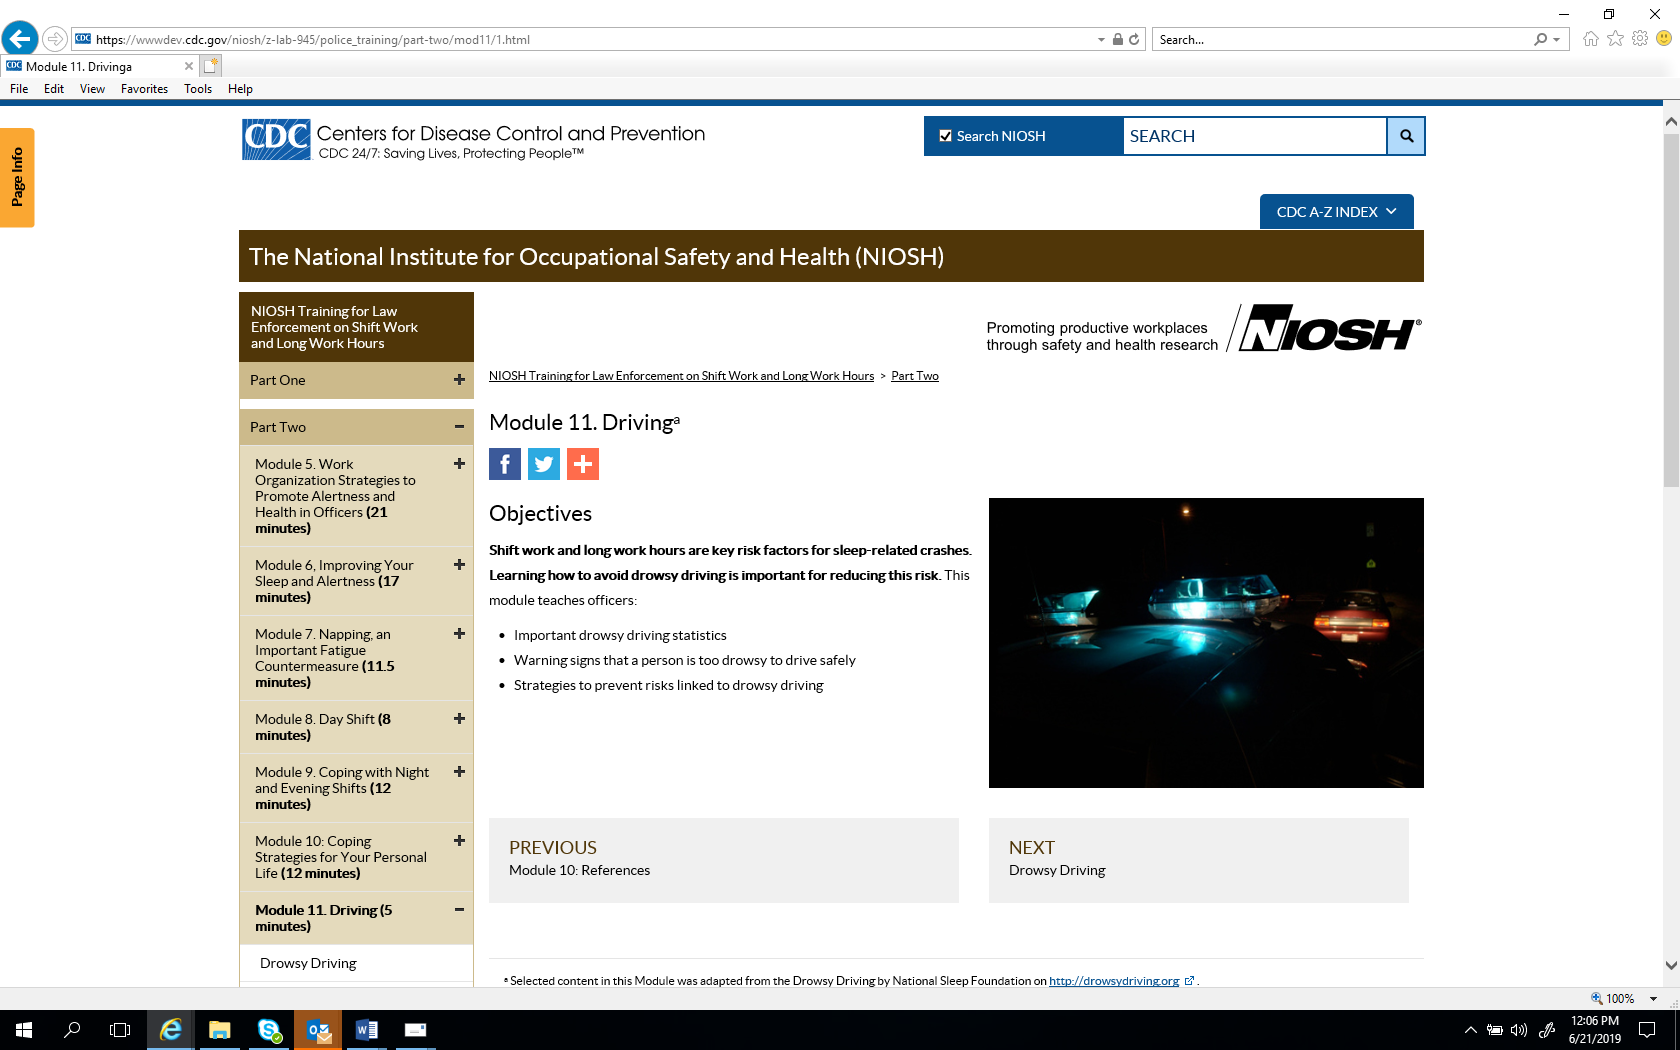 https://wwwdev.cdc.gov/niosh/z-lab-945/police_training/part-two/mod11/1.html
Search...
Module 11. Drivinga
File Edit View Favorites Tools Help
Page Info
CDC Centers for Disease Control and Prevention
CDC 24/7: Saving Lives, Protecting People™
Search NIOSH
SEARCH
CDC A-Z INDEX
The National Institute for Occupational Safety and Health (NIOSH)
NIOSH Training for Law
Enforcement on Shift Work
and Long Work Hours
Part One
Part Two
Module 5. Work
Organization Strategies to
Promote Alertness and
Health in Officers (21
minutes)
Module 6, Improving Your
Sleep and Alertness (17
minutes)
Module 7. Napping, an
Important Fatigue
Countermeasure (11.5
minutes)
Module 8. Day Shift (8
minutes)
Module 9. Coping with Night
and Evening Shifts (12
minutes)
Module 10: Coping
Strategies for Your Personal
Life (12 minutes)
Module 11. Driving (5
minutes)
Drowsy Driving
Promoting productive workplaces
through safety and health research
NIOSH®
NIOSH Training for Law Enforcement on Shift Work and Long Work Hours > Part Two
Module 11. Drivingª
Objectives
Shift work and long work hours are key risk factors for sleep-related crashes.
Learning how to avoid drowsy driving is important for reducing this risk. This
module teaches officers:
• Important drowsy driving statistics
• Warning signs that a person is too drowsy to drive safely
• Strategies to prevent risks linked to drowsy driving
PREVIOUS
Module 10: References
NEXT
Drowsy Driving
ª Selected content in this Module was adapted from the Drowsy Driving by National Sleep Foundation on http://drowsydriving.org .
100%
12:06 PM
6/21/2019